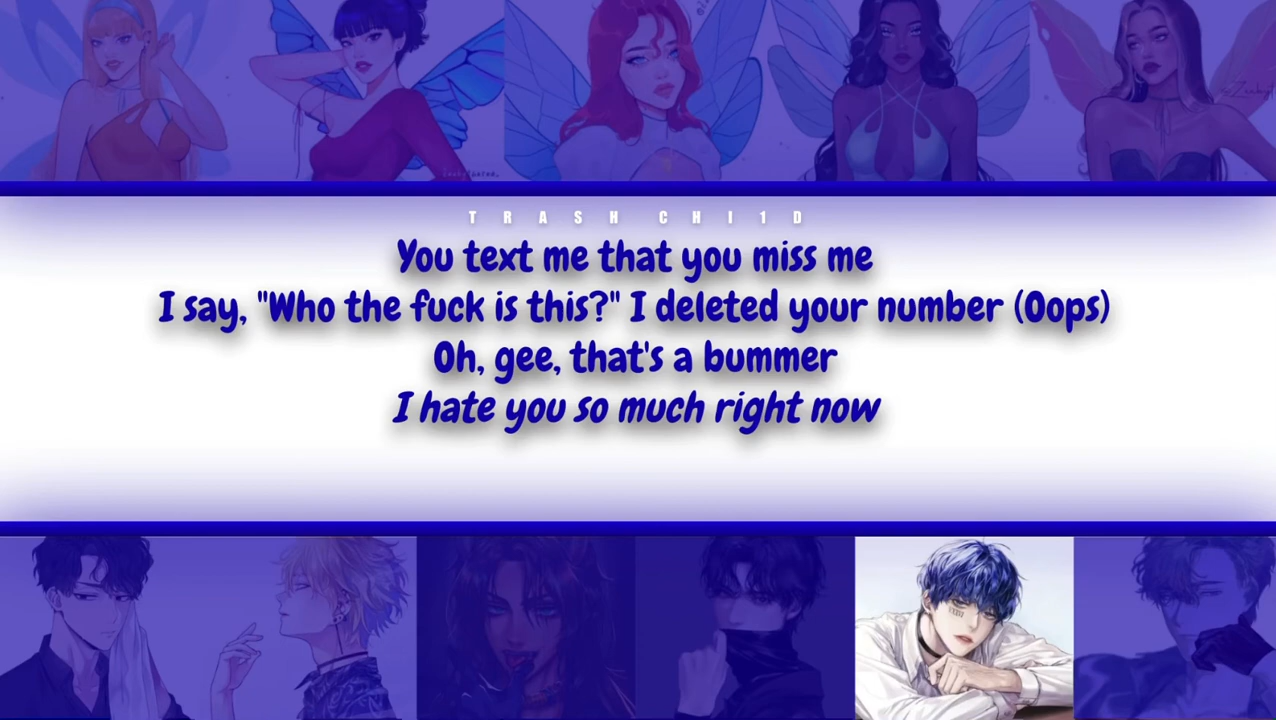 T R A S H C H I 1 D
You text me that you miss me
I say, "Who the fuck is this?" I deleted your number (Oops)
Oh, gee, that's a bummer
I hate you so much right now